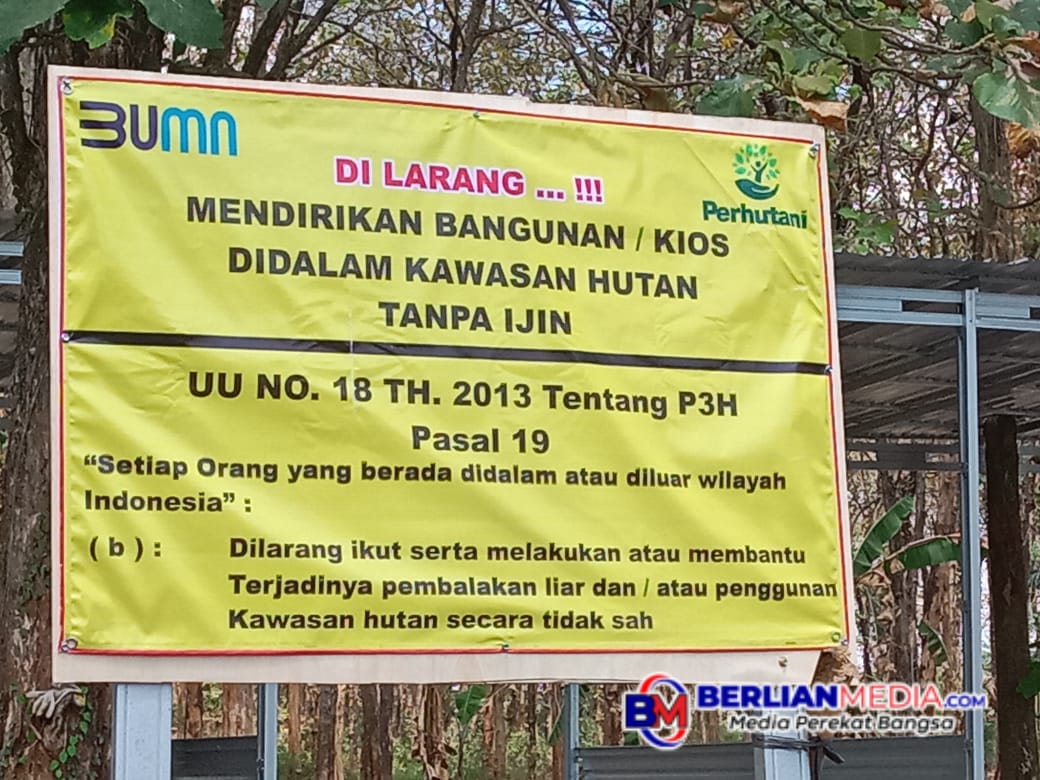 BUMN
DI LARANG ... !!!
Perhutani
MENDIRIKAN BANGUNAN / KIOS
DIDALAM KAWASAN HUTAN
TANPA IJIN
UU NO. 18 TH. 2013 Tentang P3H
Pasal 19
“Setiap Orang yang berada didalam atau diluar wilayah
Indonesia” :
( b ) : Dilarang ikut serta melakukan atau membantu
Terjadinya pembalakan liar dan / atau penggunan
Kawasan hutan secara tidak sah
BM BERLIANMEDIA.COM
Media Perekat Bangsa